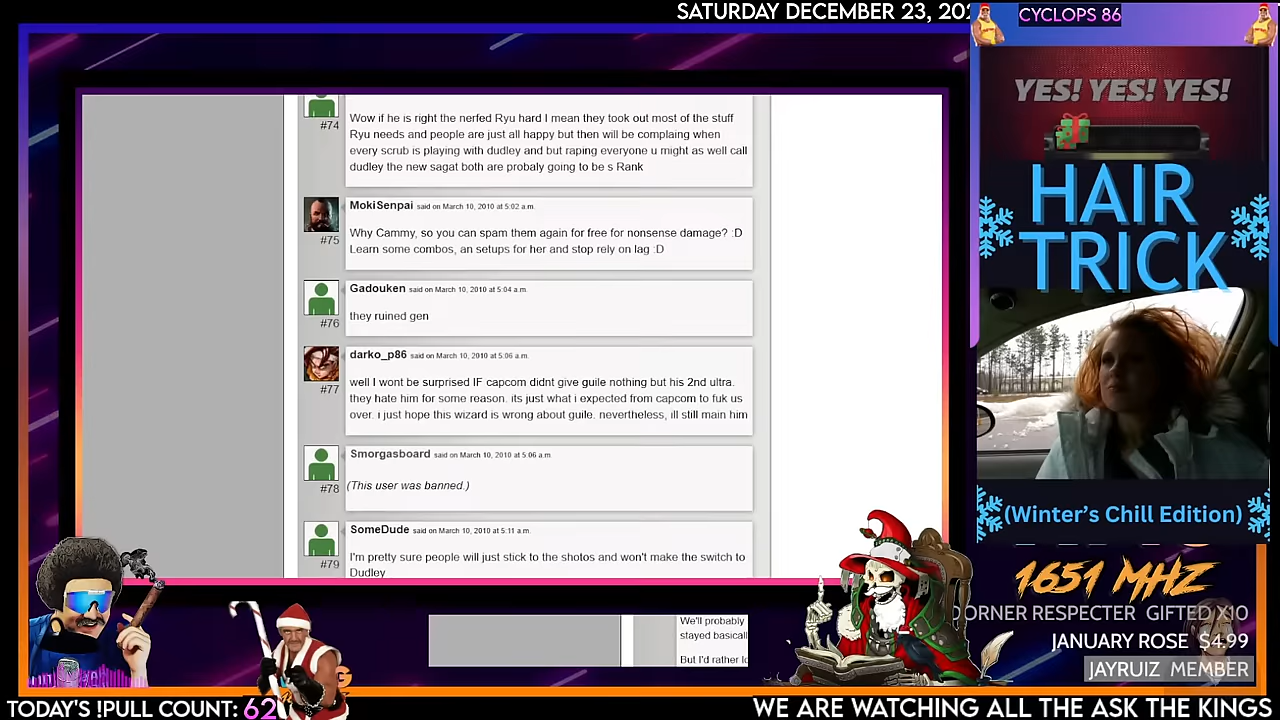 SATURDAY DECEMBER 23, 202
CYCLOPS 86
YES! YES! YES!
HAIR
TRICK
(Winter's Chill Edition)
1651 MHZ
DORNER RESPECTER GIFTED X10
JANUARY ROSE $4.99
JAYRUIZ MEMBER
#74
Wow if he is right the nerfed Ryu hard I mean they took out most of the stuff
Ryu needs and people are just all happy but then will be complaing when
every scrub is playing with dudley and but raping everyone u might as well call
dudley the new sagat both are probaly going to be s Rank
MokiSenpai said on March 10, 2010 at 5:02 a.m.
#75
Why Cammy, so you can spam them again for free for nonsense damage? :D
Learn some combos, an setups for her and stop rely on lag :D
Gadouken said on March 10, 2010 at 5:04 a.m.
#76
they ruined gen
darko_p86 said on March 10, 2010 at 5:06 a.m.
#77
well I wont be surprised IF capcom didnt give guile nothing but his 2nd ultra.
they hate him for some reason. its just what i expected from capcom to fuk us
over. i just hope this wizard is wrong about guile. nevertheless, ill still main him
Smorgasboard said on March 10, 2010 at 5:06 a.m.
#78
(This user was banned.)
SomeDude said on March 10, 2010 at 5:11 a.m.
#79
I'm pretty sure people will just stick to the shotos and won't make the switch to
Dudley
We'll probably
stayed basicall
But I'd rather lo
TODAY'S !PULL COUNT: 62
WE ARE WATCHING ALL THE ASK THE KINGS